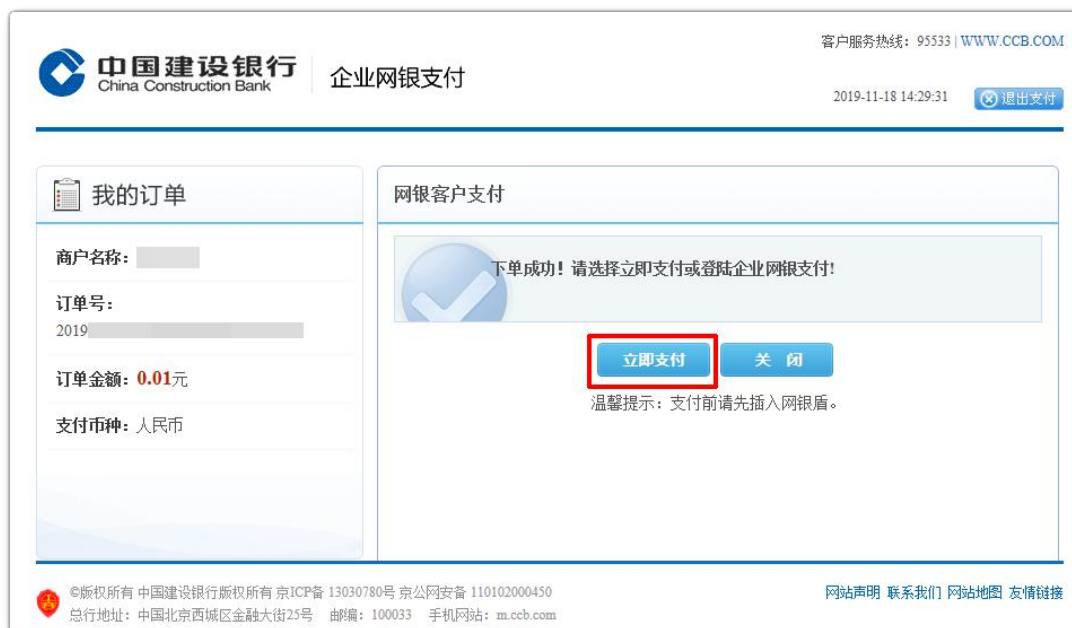 客户服务热线：95533 | WWW.CCB.COM
中国建设银行
China Construction Bank
企业网银支付
2019-11-18 14:29:31
退出支付
我的订单
商户名称：
订单号：
2019
订单金额：0.01元
支付币种：人民币
网银客户支付
下单成功！请选择立即支付或登陆企业网银支付!
立即支付 关 闭
温馨提示：支付前请先插入网银盾。
©版权所有 中国建设银行版权所有 京ICP备 13030780号 京公网安备 110102000450
总行地址：中国北京西城区金融大街25号 邮编：100033 手机网站：m.ccb.com
网站声明 联系我们 网站地图 友情链接